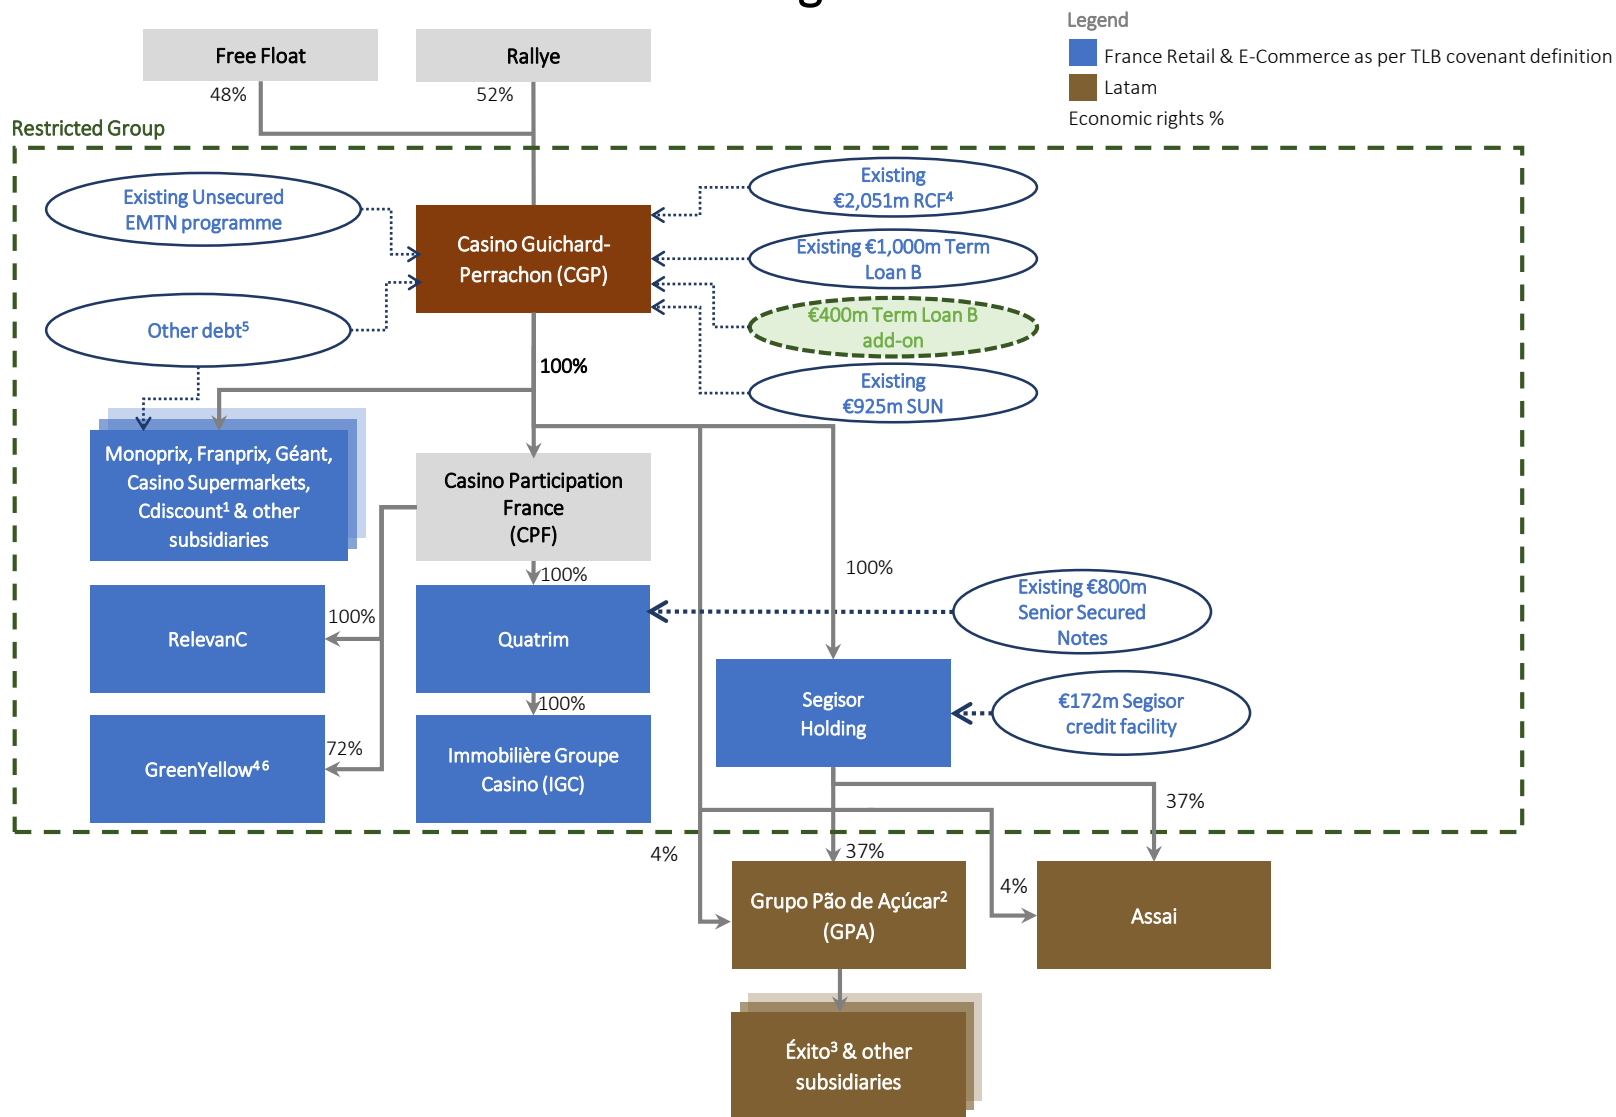 Legend
France Retail & E-Commerce as per TLB covenant definition
Latam
Economic rights %
Free Float
Rallye
48%
52%
Restricted Group
Existing Unsecured
EMTN programme
Existing
€2,051m RCF⁴
Casino Guichard-
Perrachon (CGP)
Existing €1,000m Term
Loan B
€400m Term Loan B
add-on
Other debt⁵
Existing
€925m SUN
100%
Monoprix, Franprix, Géant,
Casino Supermarkets,
Cdiscount¹ & other
subsidiaries
Casino Participation
France
(CPF)
100%
100%
Existing €800m
Senior Secured
Notes
100%
RelevanC
Quatrim
Segisor
Holding
€172m Segisor
credit facility
100%
72%
GreenYellow⁴⁶
Immobilière Groupe
Casino (IGC)
37%
4%
37%
4%
Grupo Pão de Açúcar²
(GPA)
Assai
Éxito³ & other
subsidiaries